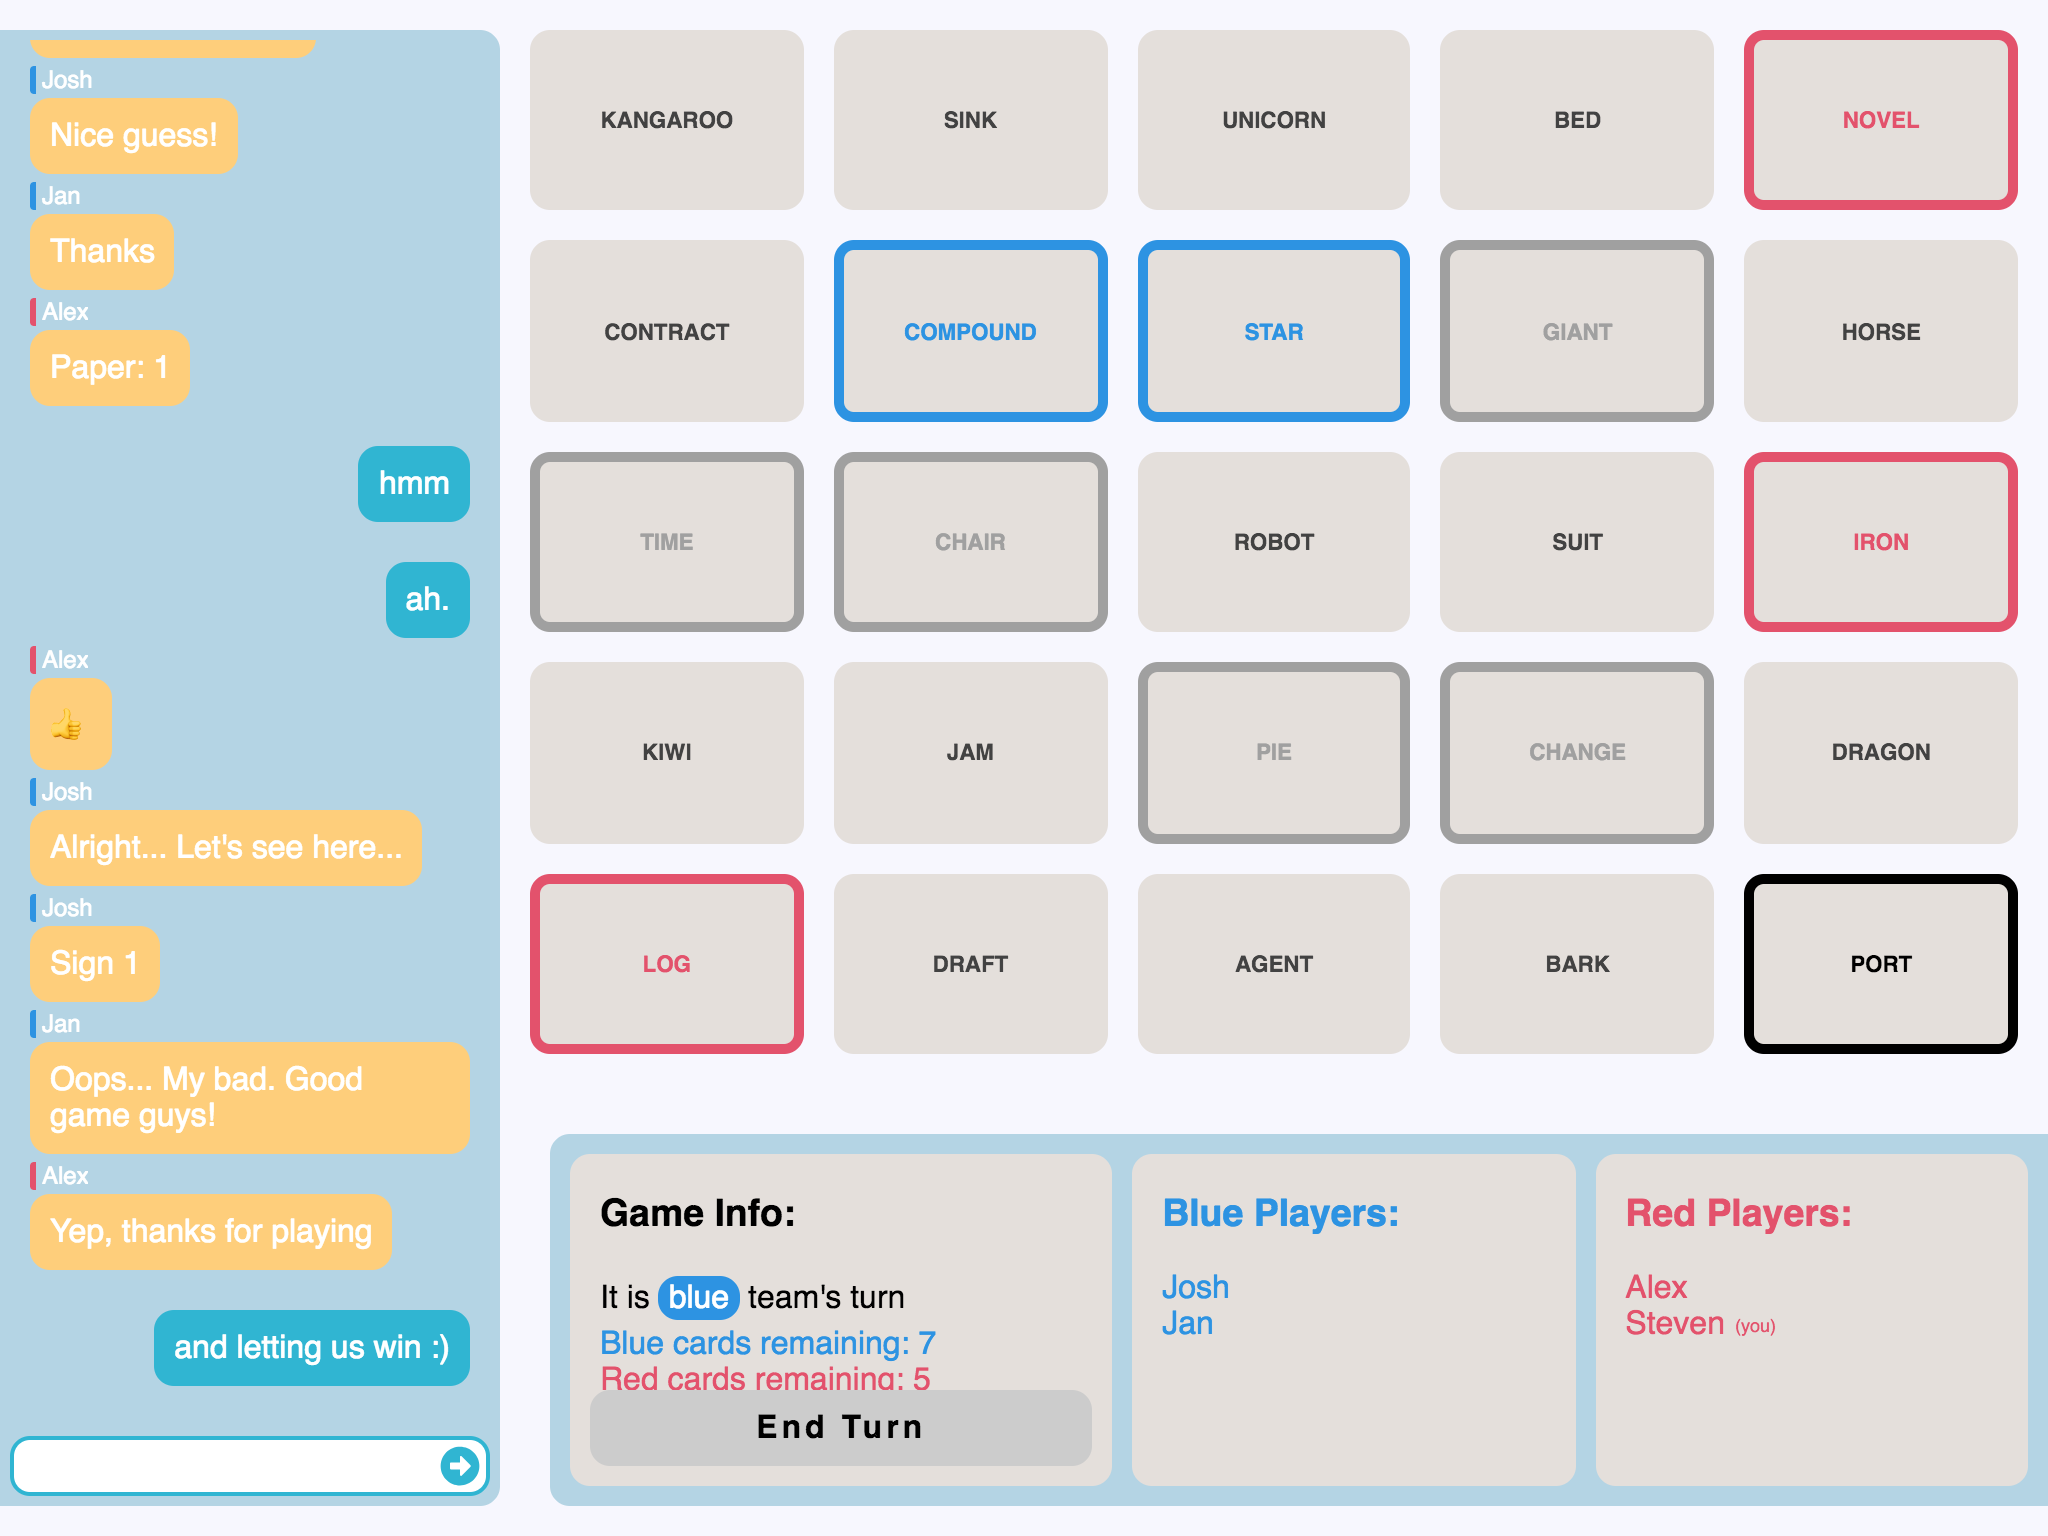 Josh
Nice guess!
Jan
Thanks
Alex
Paper: 1
hmm
ah.
Alex
👍
Josh
Alright... Let's see here...
Josh
Sign 1
Jan
Oops... My bad. Good
game guys!
Alex
Yep, thanks for playing
and letting us win :)
KANGAROO
SINK
UNICORN
BED
NOVEL
CONTRACT
COMPOUND
STAR
GIANT
HORSE
TIME
CHAIR
ROBOT
SUIT
IRON
KIWI
JAM
PIE
CHANGE
DRAGON
LOG
DRAFT
AGENT
BARK
PORT
Game Info:
It is blue team's turn
Blue cards remaining: 7
Red cards remaining: 5
End Turn
Blue Players:
Josh
Jan
Red Players:
Alex
Steven (you)